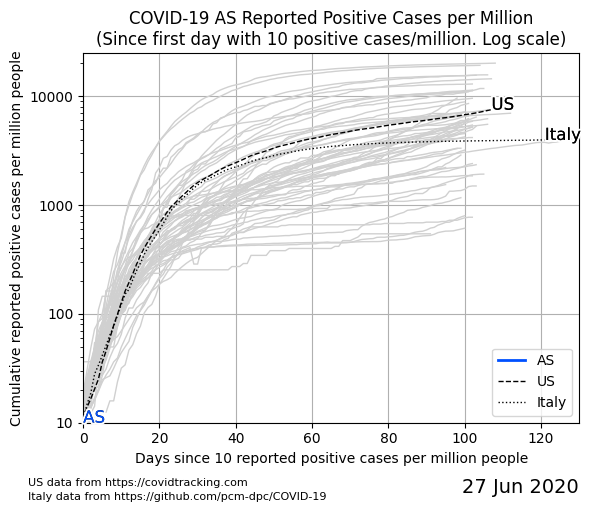 COVID-19 AS Reported Positive Cases per Million
(Since first day with 10 positive cases/million. Log scale)
Cumulative reported positive cases per million people
10000
1000
100
10
US
Italy
AS
AS
US
Italy
0 20 40 60 80 100 120
Days since 10 reported positive cases per million people
US data from https://covidtracking.com
Italy data from https://github.com/pcm-dpc/COVID-19
27 Jun 2020